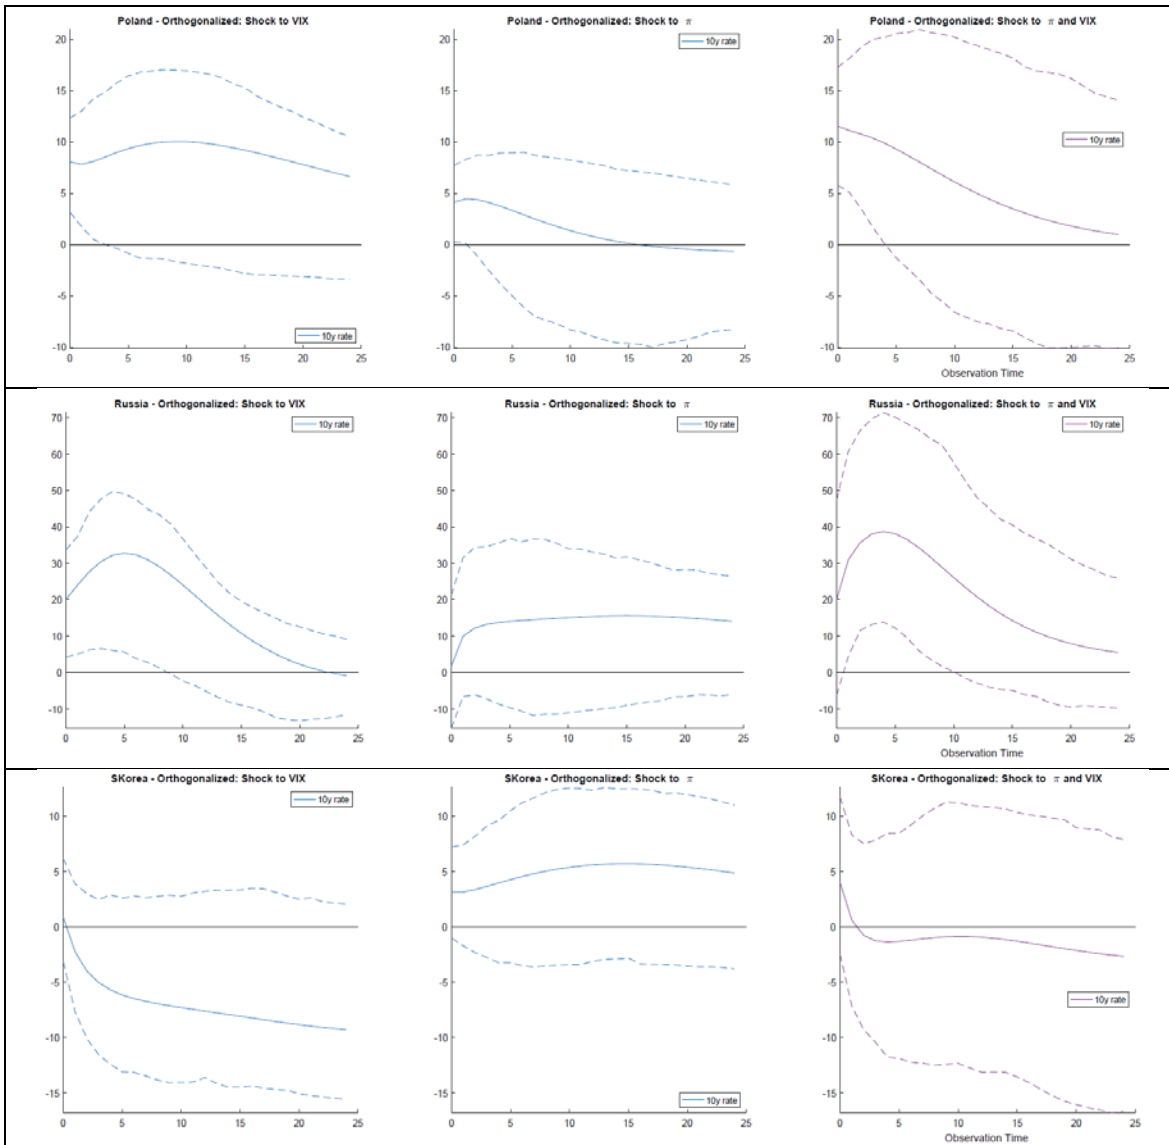 Poland - Orthogonalized: Shock to VIX
20
15
10
5
0
-5
-10
0 5 10 15 20 25
10y rate
Poland - Orthogonalized: Shock to π
20
15
10
5
0
-5
-10
0 5 10 15 20 25
10y rate
Poland - Orthogonalized: Shock to π and VIX
20
15
10
5
0
-5
-10
0 5 10 15 20 25
10y rate
Observation Time
Russia - Orthogonalized: Shock to VIX
70
60
50
40
30
20
10
0
-10
0 5 10 15 20 25
10y rate
Russia - Orthogonalized: Shock to π
70
60
50
40
30
20
10
0
-10
0 5 10 15 20 25
10y rate
Russia - Orthogonalized: Shock to π and VIX
70
60
50
40
30
20
10
0
-10
0 5 10 15 20 25
10y rate
Observation Time
SKorea - Orthogonalized: Shock to VIX
10
5
0
-5
-10
-15
0 5 10 15 20 25
10y rate
SKorea - Orthogonalized: Shock to π
10
5
0
-5
-10
-15
0 5 10 15 20 25
10y rate
SKorea - Orthogonalized: Shock to π and VIX
10
5
0
-5
-10
-15
0 5 10 15 20 25
10y rate
Observation Time